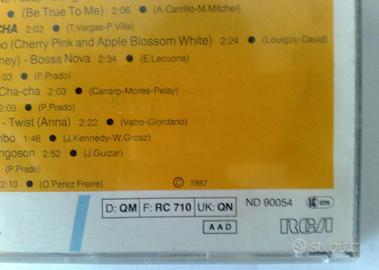 (Be True To Me) 2:06 ● (A.Carrillo-M.Mitchel)
CHA 2:02 ● (T.Vargas-P.Villa)
bo (Cherry Pink and Apple Blossom White) 2:24 ● (Louiguy-David)
ney) - Bossa Nova 2:34 ● (E.Lecuona)
:03 ● (P.Prado)
Cha-cha 2:03 ● (Canaro-Mores-Pelay)
2:09 ● (P.Prado)
- Twist (Anna) 2:22 ● (Vatro-Giordano)
mbo 1:46 ● (J.Kennedy-W.Grosz)
ngoson 2:52 ● (J.Guizar)
(P.Prado)
2:13 ● (O.Perez Freire)
© 1987
D: QM F: RC 710 UK: QN ND 90054
AAD
RCA
subito